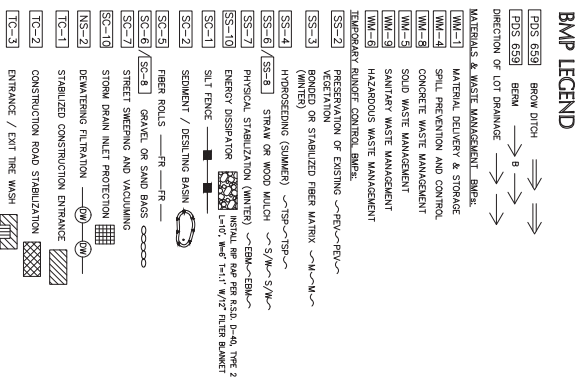 BMP LEGEND
PDS 659 BROW DITCH
PDS 659 BERM B
DIRECTION OF LOT DRAINAGE
MATERIALS & WASTE MANAGEMENT BMPs:
WM-1 MATERIAL DELIVERY & STORAGE
WM-4 SPILL PREVENTION AND CONTROL
WM-8 CONCRETE WASTE MANAGEMENT
WM-5 SOLID WASTE MANAGEMENT
WM-9 SANITARY WASTE MANAGEMENT
WM-6 HAZARDOUS WASTE MANAGEMENT
TEMPORARY RUNOFF CONTROL BMPs:
SS-2 PRESERVATION OF EXISTING PEV PEV
VEGETATION
SS-3 BONDED OR STABILIZED FIBER MATRIX M M
(WINTER)
SS-4 HYDROSEEDING (SUMMER) TSP TSP
SS-6 / SS-8 STRAW OR WOOD MULCH S/W S/W
SS-7 PHYSICAL STABILIZATION (WINTER) EBM EBM
SS-10 ENERGY DISSIPATOR INSTALL RIP RAP PER R.S.D. D-40, TYPE 2
L=10', W=6' T=1.1' W/12" FILTER BLANKET
SC-1 SILT FENCE
SC-2 SEDIMENT / DESILTING BASIN
SC-5 FIBER ROLLS FR FR
SC-6 / SC-8 GRAVEL OR SAND BAGS
SC-7 STREET SWEEPING AND VACUUMING
SC-10 STORM DRAIN INLET PROTECTION
NS-2 DEWATERING FILTRATION DW DW
TC-1 STABILIZED CONSTRUCTION ENTRANCE
TC-2 CONSTRUCTION ROAD STABILIZATION
TC-3 ENTRANCE / EXIT TIRE WASH